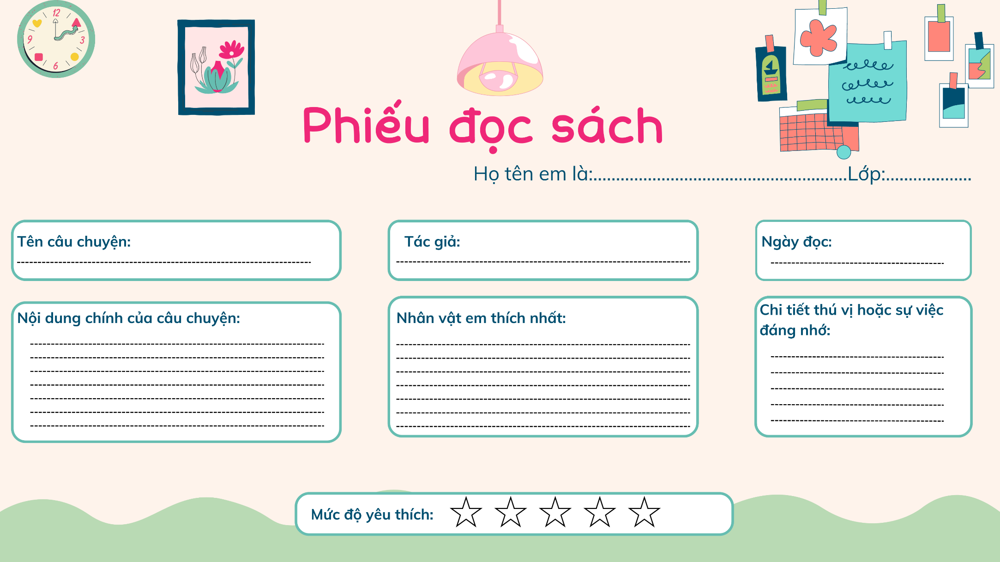 12
9
3
6
Phiếu đọc sách
Họ tên em là:........................................................Lớp:...................
Tên câu chuyện:
Tác giả:
Ngày đọc:
Nội dung chính của câu chuyện:
Nhân vật em thích nhất:
Chi tiết thú vị hoặc sự việc
đáng nhớ:
Mức độ yêu thích: